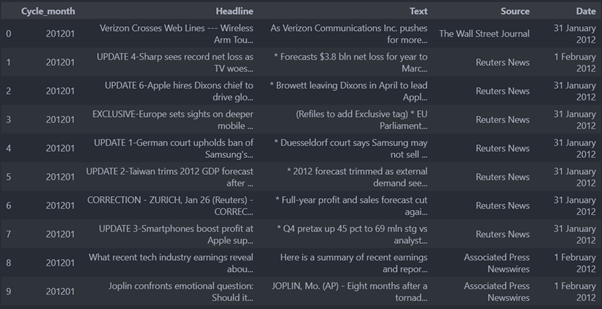 Cycle_month Headline Text Source Date
0 201201 Verizon Crosses Web Lines --- Wireless Arm Tou... As Verizon Communications Inc. pushes for more... The Wall Street Journal 31 January 2012
1 201201 UPDATE 4-Sharp sees record net loss as TV woes... * Forecasts $3.8 bln net loss for year to Marc... Reuters News 1 February 2012
2 201201 UPDATE 6-Apple hires Dixons chief to drive glo... * Browett leaving Dixons in April to lead Appl... Reuters News 31 January 2012
3 201201 EXCLUSIVE-Europe sets sights on deeper mobile ... (Refiles to add Exclusive tag) * EU Parliament... Reuters News 31 January 2012
4 201201 UPDATE 1-German court upholds ban of Samsung's... * Duesseldorf court says Samsung may not sell ... Reuters News 31 January 2012
5 201201 UPDATE 2-Taiwan trims 2012 GDP forecast after ... * 2012 forecast trimmed as external demand see... Reuters News 31 January 2012
6 201201 CORRECTION - ZURICH, Jan 26 (Reuters) - CORREC... * Full-year profit and sales forecast cut agai... Reuters News 31 January 2012
7 201201 UPDATE 3-Smartphones boost profit at Apple sup... * Q4 pretax up 45 pct to 69 mln stg vs analyst... Reuters News 31 January 2012
8 201201 What recent tech industry earnings reveal abou... Here is a summary of recent earnings and repor... Associated Press Newswires 1 February 2012
9 201201 Joplin confronts emotional question: Should it... JOPLIN, Mo. (AP) - Eight months after a tornad... Associated Press Newswires 1 February 2012